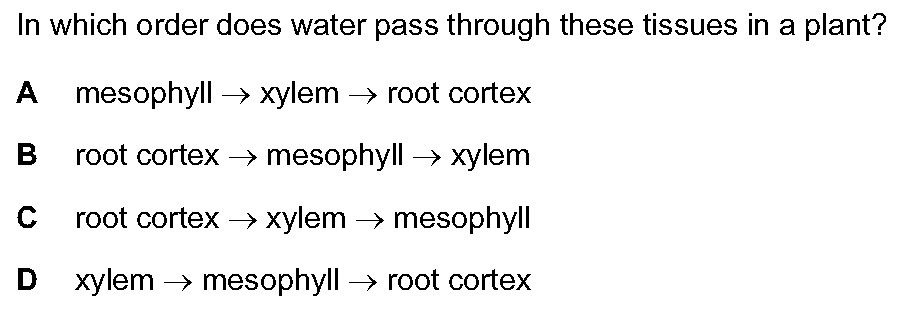 In which order does water pass through these tissues in a plant?
A mesophyll → xylem → root cortex
B root cortex → mesophyll → xylem
C root cortex → xylem → mesophyll
D xylem → mesophyll → root cortex